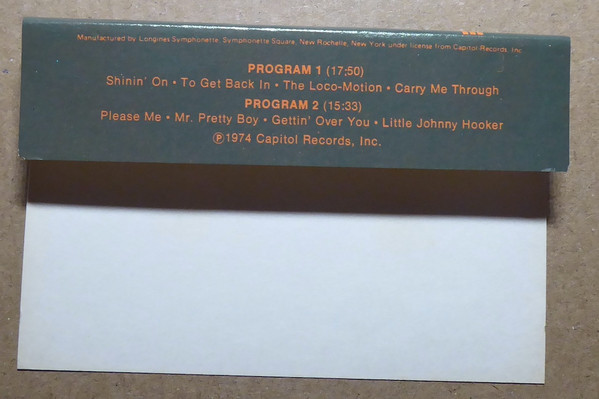 Manufactured by Longines Symphonette, Symphonette Square, New Rochelle, New York under license from Capitol Records, Inc.
PROGRAM 1 (17:50)
Shinin' On • To Get Back In • The Loco-Motion • Carry Me Through
PROGRAM 2 (15:33)
Please Me • Mr. Pretty Boy • Gettin' Over You • Little Johnny Hooker
Ⓟ1974 Capitol Records, Inc.